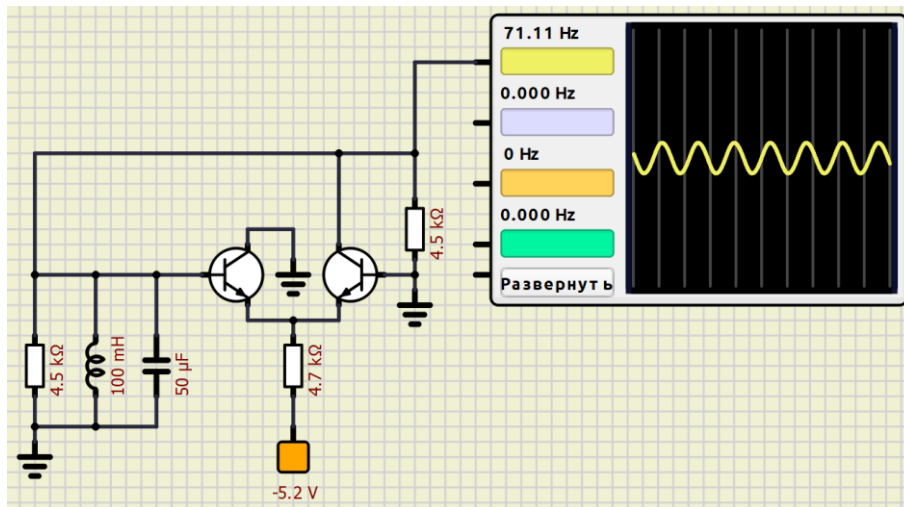 71.11 Hz
0.000 Hz
0 Hz
0.000 Hz
Развернуть
4.5 kΩ
4.5 kΩ
100 mH
50 µF
4.7 kΩ
-5.2 V